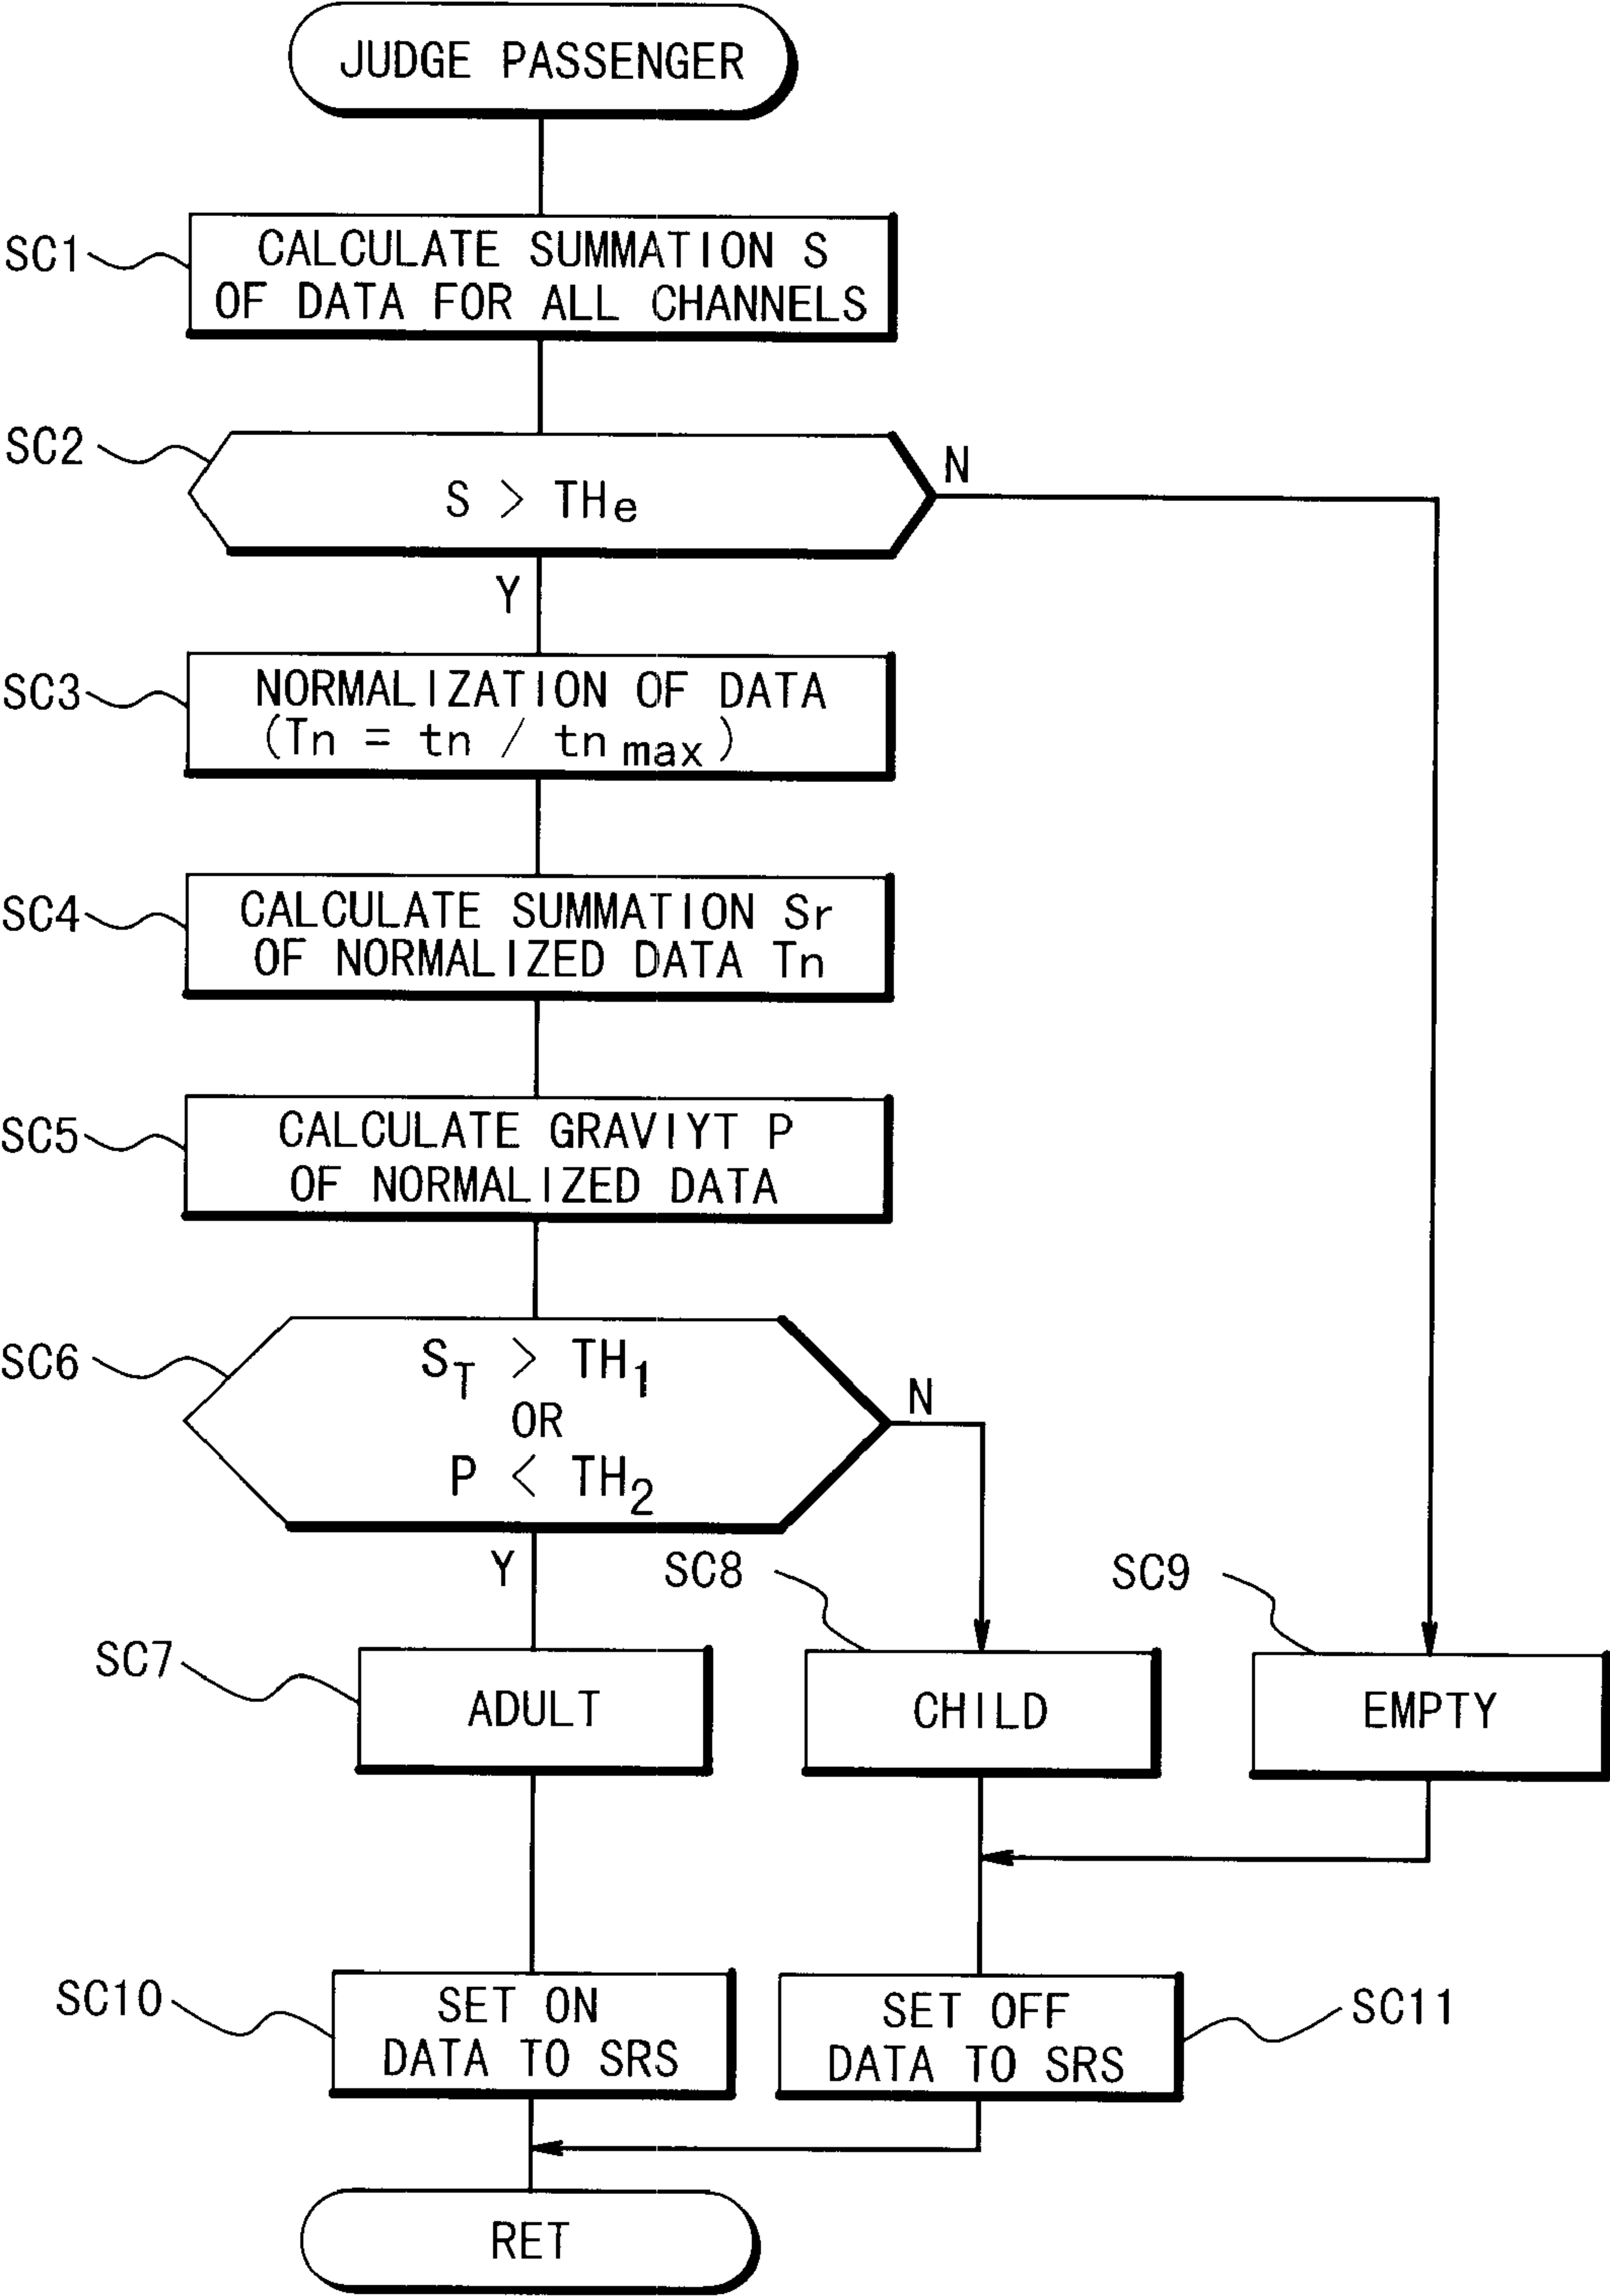 JUDGE PASSENGER
SC1
CALCULATE SUMMATION S
OF DATA FOR ALL CHANNELS
SC2
S > THe
N
Y
SC3
NORMALIZATION OF DATA
(Tn = tn / tn max)
SC4
CALCULATE SUMMATION Sr
OF NORMALIZED DATA Tn
SC5
CALCULATE GRAVIYT P
OF NORMALIZED DATA
SC6
ST > TH1
OR
P < TH2
N
Y
SC8
SC9
SC7
ADULT
CHILD
EMPTY
SC10
SET ON
DATA TO SRS
SET OFF
DATA TO SRS
SC11
RET